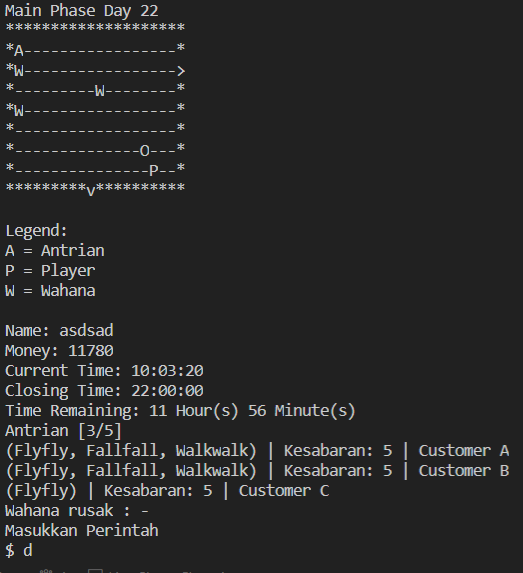 Main Phase Day 22
********************
*A-----------------*
*W----------------->
*---------W--------*
*W-----------------*
*------------------*
*--------------O---*
*---------------P--*
*********v**********
Legend:
A = Antrian
P = Player
W = Wahana
Name: asdsad
Money: 11780
Current Time: 10:03:20
Closing Time: 22:00:00
Time Remaining: 11 Hour(s) 56 Minute(s)
Antrian [3/5]
(Flyfly, Fallfall, Walkwalk) | Kesabaran: 5 | Customer A
(Flyfly, Fallfall, Walkwalk) | Kesabaran: 5 | Customer B
(Flyfly) | Kesabaran: 5 | Customer C
Wahana rusak : -
Masukkan Perintah
$ d